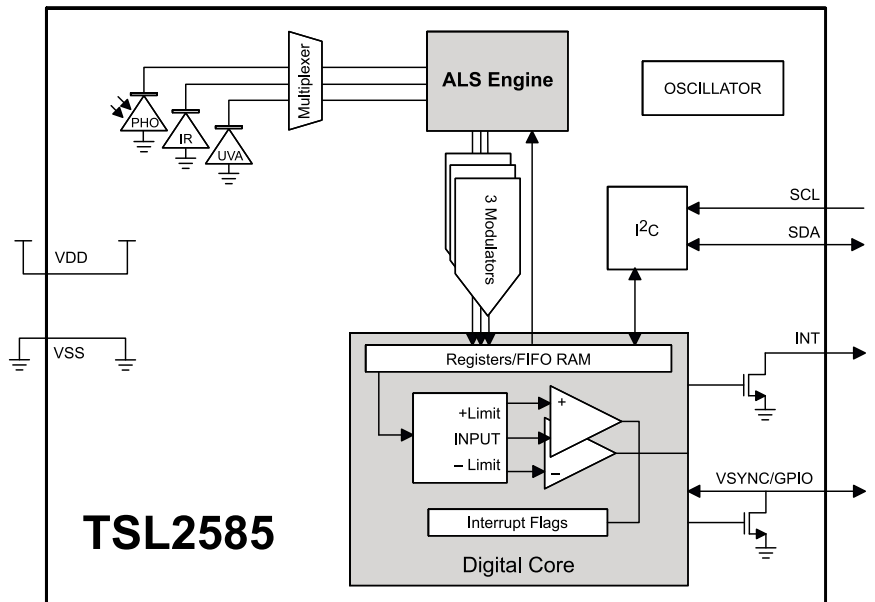 Multiplexer
ALS Engine
OSCILLATOR
PHO
IR
UVA
3 Modulators
I²C
SCL
SDA
VDD
VSS
INT
Registers/FIFO RAM
+Limit
+
INPUT
– Limit
–
VSYNC/GPIO
Interrupt Flags
TSL2585
Digital Core